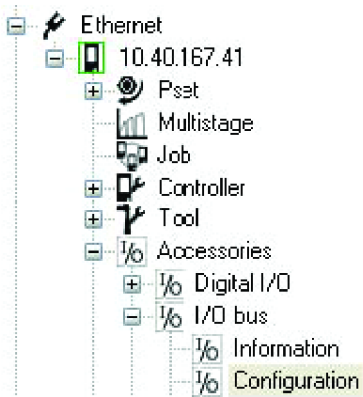 Ethernet
10.40.167.41
Pset
Multistage
Job
Controller
Tool
I/O Accessories
I/O Digital I/O
I/O I/O bus
I/O Information
I/O Configuration